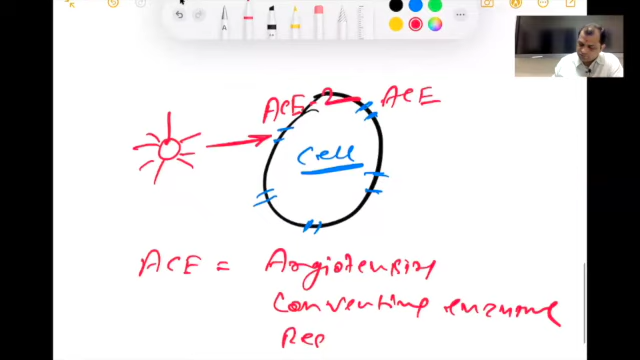 ACE-2 ACE
Cell
ACE = Angiotensin
Converting enzyme
Rec